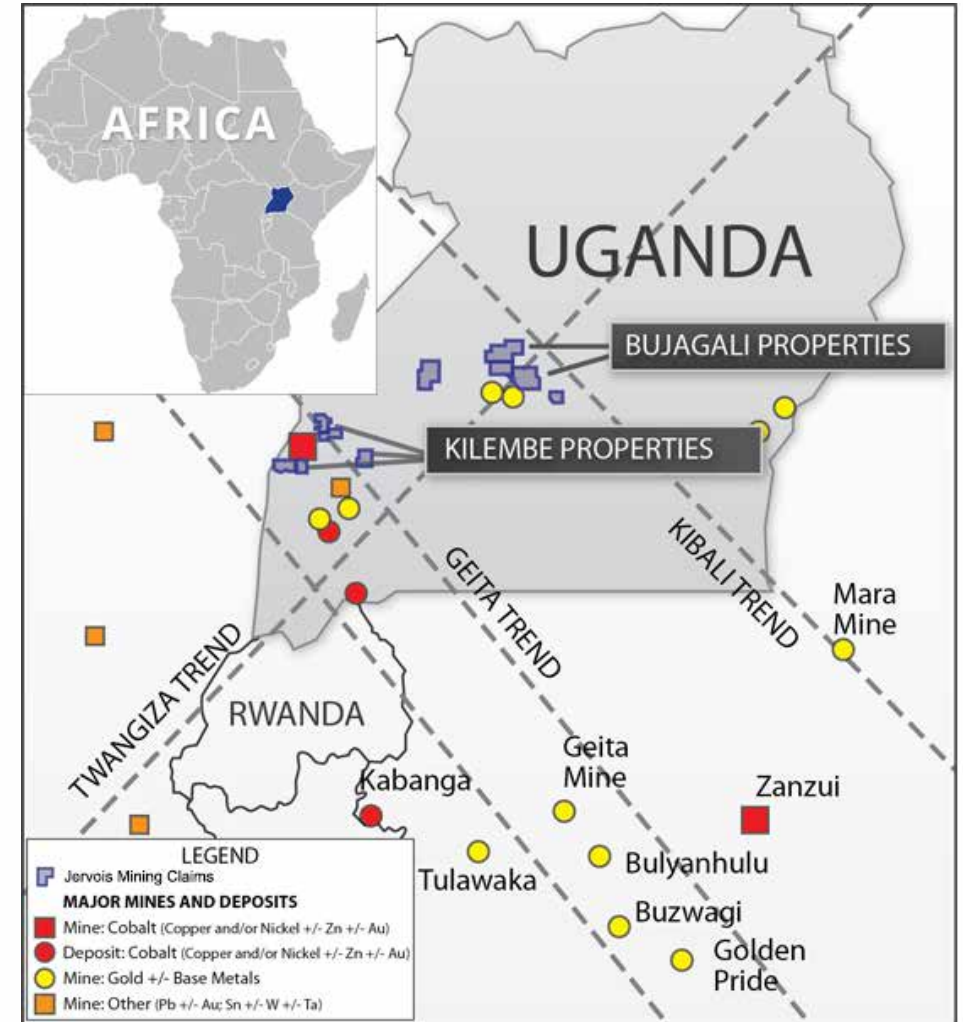 AFRICA
UGANDA
BUJAGALI PROPERTIES
KILEMBE PROPERTIES
GEITA TREND
KIBALI TREND
TWANGIZA TREND
Mara
Mine
RWANDA
Kabanga
Geita
Mine
Zanzui
Tulawaka
Bulyanhulu
Buzwagi
Golden
Pride
LEGEND
Jervois Mining Claims
MAJOR MINES AND DEPOSITS
Mine: Cobalt (Copper and/or Nickel +/- Zn +/- Au)
Deposit: Cobalt (Copper and/or Nickel +/- Zn +/- Au)
Mine: Gold +/- Base Metals
Mine: Other (Pb +/- Au; Sn +/- W +/- Ta)